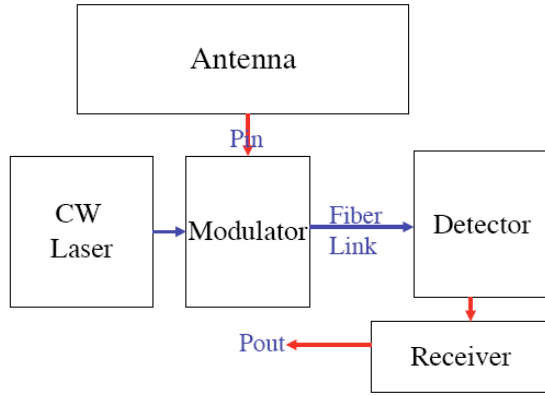 Antenna
Pin
CW
Laser
Modulator
Fiber
Link
Detector
Pout
Receiver